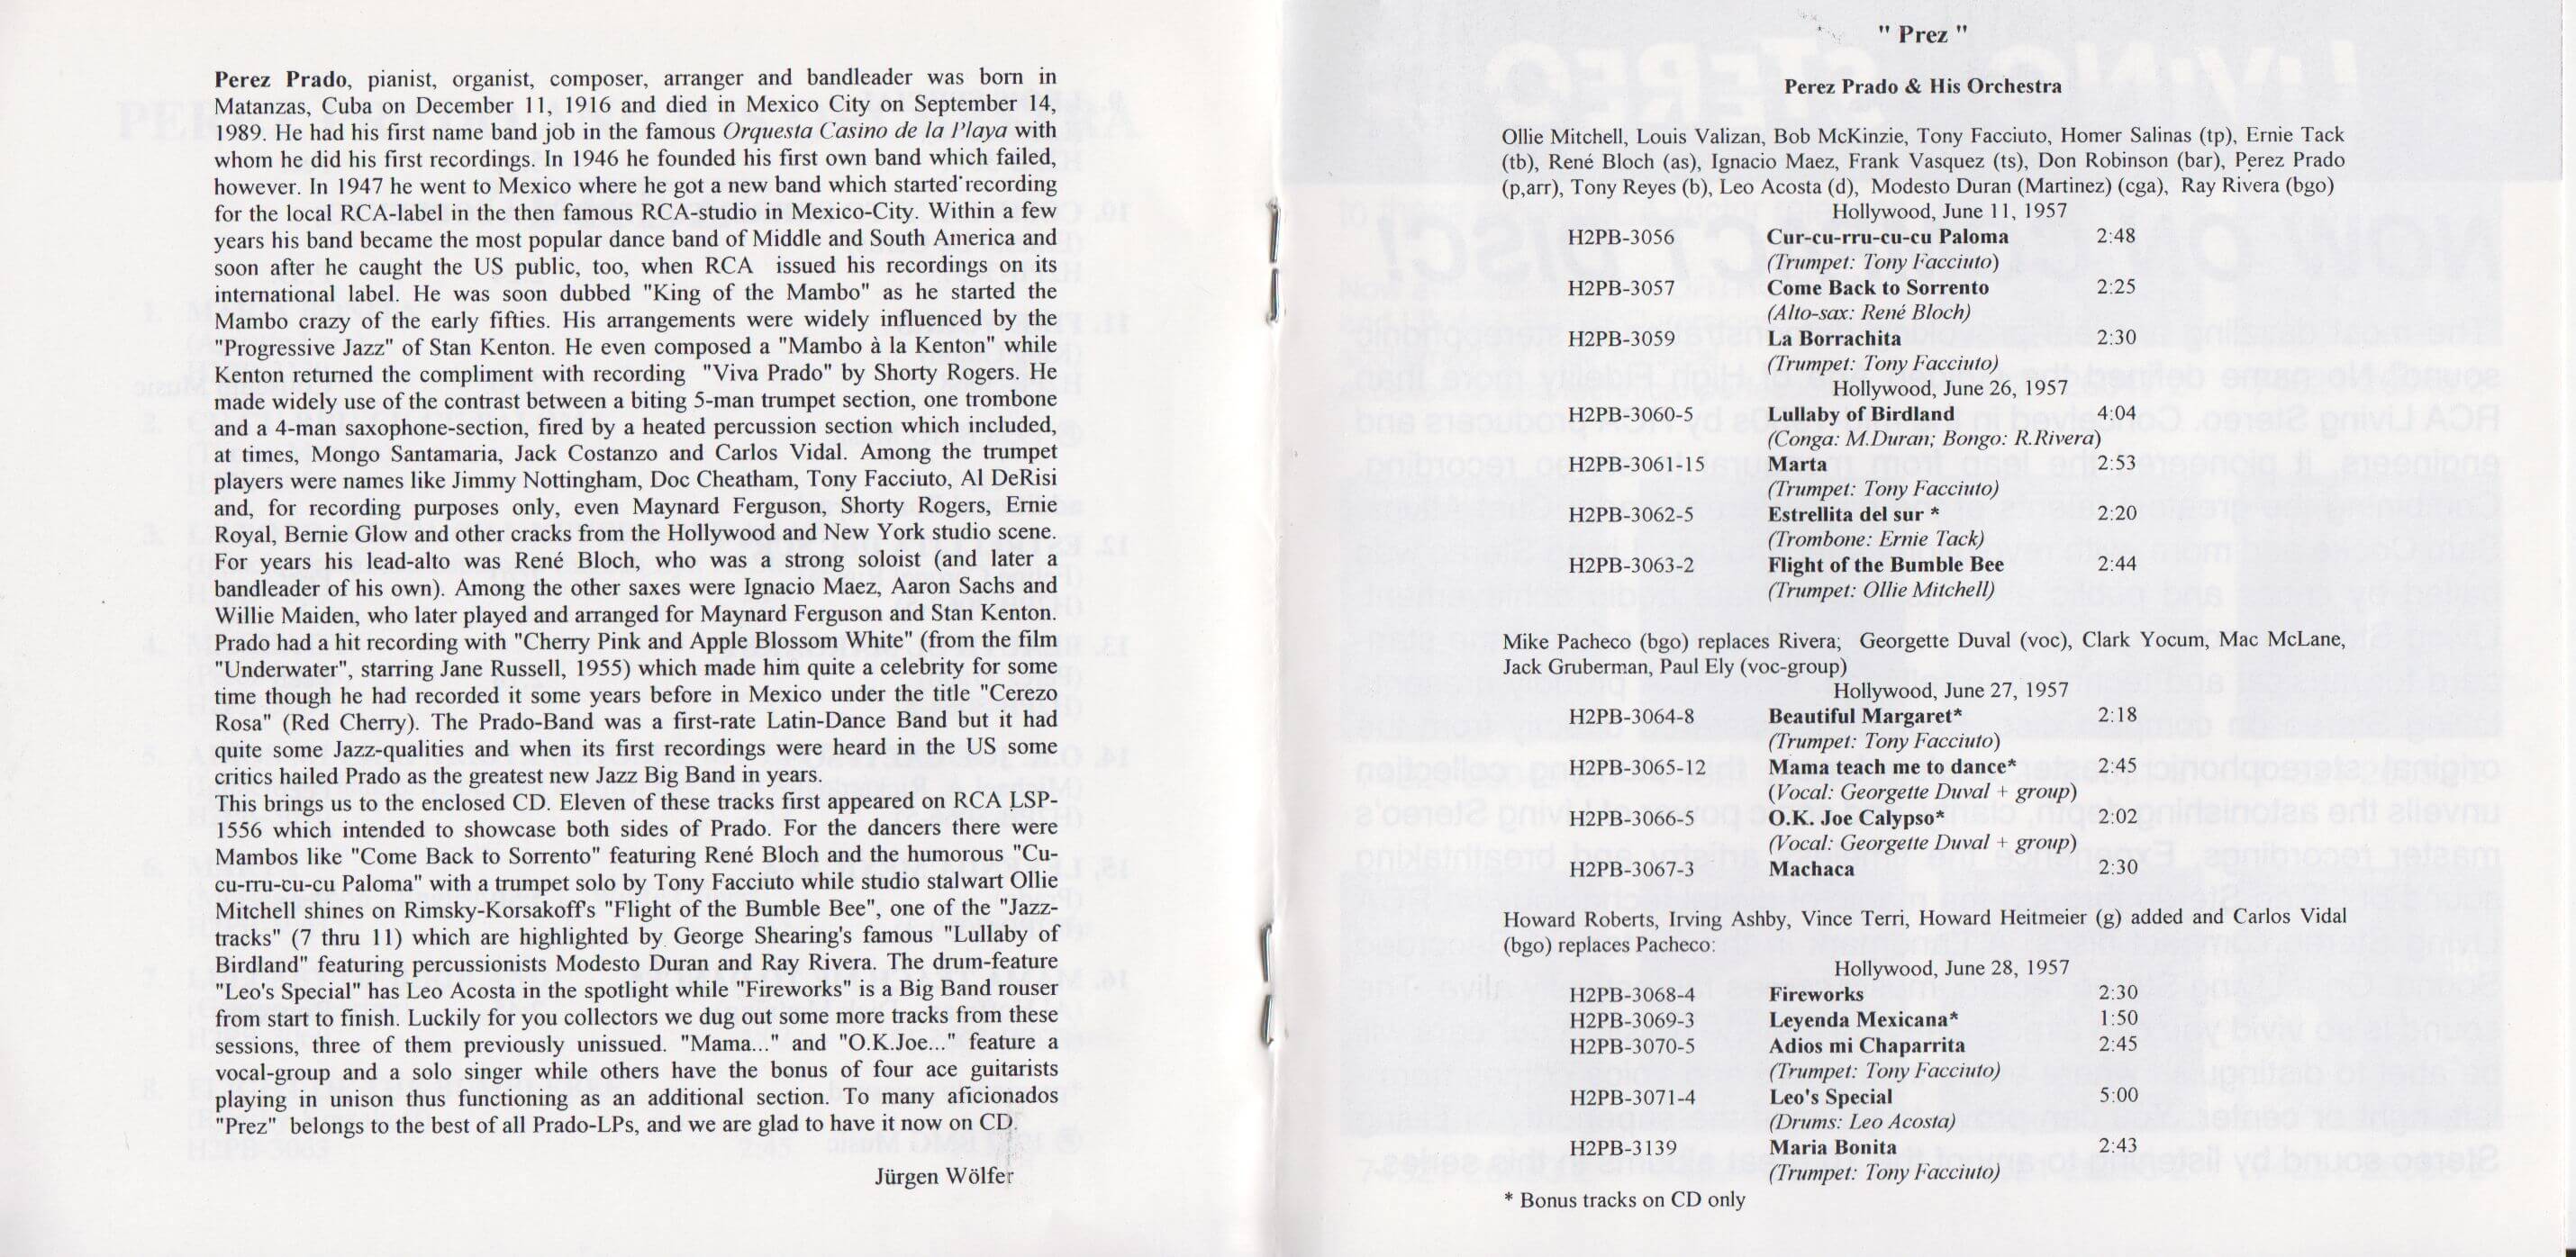 Perez Prado, pianist, organist, composer, arranger and bandleader was born in
Matanzas, Cuba on December 11, 1916 and died in Mexico City on September 14,
1989. He had his first name band job in the famous Orquesta Casino de la Playa with
whom he did his first recordings. In 1946 he founded his first own band which failed,
however. In 1947 he went to Mexico where he got a new band which started recording
for the local RCA-label in the then famous RCA-studio in Mexico-City. Within a few
years his band became the most popular dance band of Middle and South America and
soon after he caught the US public, too, when RCA issued his recordings on its
international label. He was soon dubbed "King of the Mambo" as he started the
Mambo crazy of the early fifties. His arrangements were widely influenced by the
"Progressive Jazz" of Stan Kenton. He even composed a "Mambo à la Kenton" while
Kenton returned the compliment with recording "Viva Prado" by Shorty Rogers. He
made widely use of the contrast between a biting 5-man trumpet section, one trombone
and a 4-man saxophone-section, fired by a heated percussion section which included,
at times, Mongo Santamaria, Jack Costanzo and Carlos Vidal. Among the trumpet
players were names like Jimmy Nottingham, Doc Cheatham, Tony Facciuto, Al DeRisi
and, for recording purposes only, even Maynard Ferguson, Shorty Rogers, Ernie
Royal, Bernie Glow and other cracks from the Hollywood and New York studio scene.
For years his lead-alto was René Bloch, who was a strong soloist (and later a
bandleader of his own). Among the other saxes were Ignacio Maez, Aaron Sachs and
Willie Maiden, who later played and arranged for Maynard Ferguson and Stan Kenton.
Prado had a hit recording with "Cherry Pink and Apple Blossom White" (from the film
"Underwater", starring Jane Russell, 1955) which made him quite a celebrity for some
time though he had recorded it some years before in Mexico under the title "Cerezo
Rosa" (Red Cherry). The Prado-Band was a first-rate Latin-Dance Band but it had
quite some Jazz-qualities and when its first recordings were heard in the US some
critics hailed Prado as the greatest new Jazz Big Band in years.
This brings us to the enclosed CD. Eleven of these tracks first appeared on RCA LSP-
1556 which intended to showcase both sides of Prado. For the dancers there were
Mambos like "Come Back to Sorrento" featuring René Bloch and the humorous "Cu-
cu-rru-cu-cu Paloma" with a trumpet solo by Tony Facciuto while studio stalwart Ollie
Mitchell shines on Rimsky-Korsakoff's "Flight of the Bumble Bee", one of the "Jazz-
tracks" (7 thru 11) which are highlighted by George Shearing's famous "Lullaby of
Birdland" featuring percussionists Modesto Duran and Ray Rivera. The drum-feature
"Leo's Special" has Leo Acosta in the spotlight while "Fireworks" is a Big Band rouser
from start to finish. Luckily for you collectors we dug out some more tracks from these
sessions, three of them previously unissued. "Mama..." and "O.K.Joe..." feature a
vocal-group and a solo singer while others have the bonus of four ace guitarists
playing in unison thus functioning as an additional section. To many aficionados
"Prez" belongs to the best of all Prado-LPs, and we are glad to have it now on CD.
Jürgen Wölfer
" Prez "
Perez Prado & His Orchestra
Ollie Mitchell, Louis Valizan, Bob McKinzie, Tony Facciuto, Homer Salinas (tp), Ernie Tack
(tb), René Bloch (as), Ignacio Maez, Frank Vasquez (ts), Don Robinson (bar), Perez Prado
(p,arr), Tony Reyes (b), Leo Acosta (d), Modesto Duran (Martinez) (cga), Ray Rivera (bgo)
Hollywood, June 11, 1957
H2PB-3056 Cur-cu-rru-cu-cu Paloma 2:48
(Trumpet: Tony Facciuto)
H2PB-3057 Come Back to Sorrento 2:25
(Alto-sax: René Bloch)
H2PB-3059 La Borrachita 2:30
(Trumpet: Tony Facciuto)
Hollywood, June 26, 1957
H2PB-3060-5 Lullaby of Birdland 4:04
(Conga: M.Duran; Bongo: R.Rivera)
H2PB-3061-15 Marta 2:53
(Trumpet: Tony Facciuto)
H2PB-3062-5 Estrellita del sur * 2:20
(Trombone: Ernie Tack)
H2PB-3063-2 Flight of the Bumble Bee 2:44
(Trumpet: Ollie Mitchell)
Mike Pacheco (bgo) replaces Rivera; Georgette Duval (voc), Clark Yocum, Mac McLane,
Jack Gruberman, Paul Ely (voc-group)
Hollywood, June 27, 1957
H2PB-3064-8 Beautiful Margaret* 2:18
(Trumpet: Tony Facciuto)
H2PB-3065-12 Mama teach me to dance* 2:45
(Vocal: Georgette Duval + group)
H2PB-3066-5 O.K. Joe Calypso* 2:02
(Vocal: Georgette Duval + group)
H2PB-3067-3 Machaca 2:30
Howard Roberts, Irving Ashby, Vince Terri, Howard Heitmeier (g) added and Carlos Vidal
(bgo) replaces Pacheco:
Hollywood, June 28, 1957
H2PB-3068-4 Fireworks 2:30
H2PB-3069-3 Leyenda Mexicana* 1:50
H2PB-3070-5 Adios mi Chaparrita 2:45
(Trumpet: Tony Facciuto)
H2PB-3071-4 Leo's Special 5:00
(Drums: Leo Acosta)
H2PB-3139 Maria Bonita 2:43
(Trumpet: Tony Facciuto)
* Bonus tracks on CD only